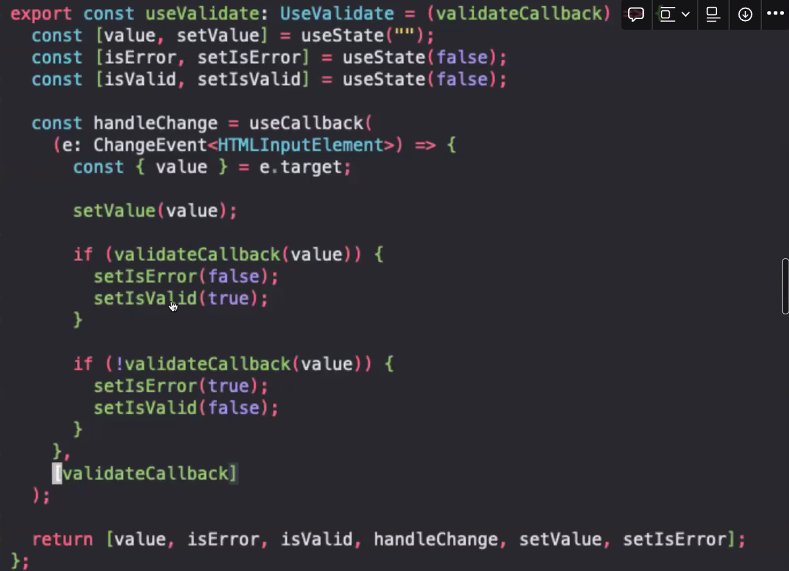 export const useValidate: UseValidate = (validateCallback)
  const [value, setValue] = useState("");
  const [isError, setIsError] = useState(false);
  const [isValid, setIsValid] = useState(false);

  const handleChange = useCallback(
    (e: ChangeEvent<HTMLInputElement>) => {
      const { value } = e.target;

      setValue(value);

      if (validateCallback(value)) {
        setIsError(false);
        setIsValid(true);
      }

      if (!validateCallback(value)) {
        setIsError(true);
        setIsValid(false);
      }
    },
    [validateCallback]
  );

  return [value, isError, isValid, handleChange, setValue, setIsError];
};